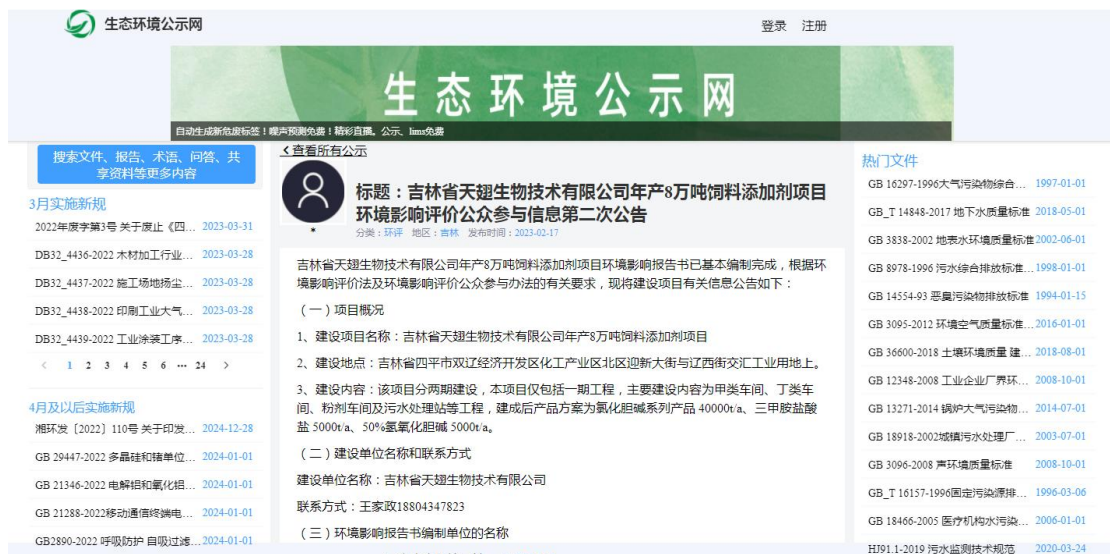 生态环境公示网
登录 注册
生态环境公示网
自动生成新危废标签！噪声预测免费！精彩直播。公示、lims免费
搜索文件、报告、术语、问答、共
享资料等更多内容
3月实施新规
2022年废字第3号 关于废止《四... 2023-03-31
DB32_4436-2022 木材加工行业... 2023-03-28
DB32_4437-2022 施工场地扬尘... 2023-03-28
DB32_4438-2022 印刷工业大气... 2023-03-28
DB32_4439-2022 工业涂装工序... 2023-03-28
< 1 2 3 4 5 6 ... 24 >
4月及以后实施新规
湘环发〔2022〕110号 关于印发... 2024-12-28
GB 29447-2022 多晶硅和锗单位... 2024-01-01
GB 21346-2022 电解铝和氧化铝... 2024-01-01
GB 21288-2022移动通信终端电... 2024-01-01
GB2890-2022 呼吸防护 自吸过滤... 2024-01-01
<查看所有公示
标题：吉林省天翅生物技术有限公司年产8万吨饲料添加剂项目
环境影响评价公众参与信息第二次公告
*
分类：环评 地区：吉林 发布时间：2023-02-17
吉林省天翅生物技术有限公司年产8万吨饲料添加剂项目环境影响报告书已基本编制完成，根据环
境影响评价法及环境影响评价公众参与办法的有关要求，现将建设项目有关信息公告如下：
（一）项目概况
1、建设项目名称：吉林省天翅生物技术有限公司年产8万吨饲料添加剂项目
2、建设地点：吉林省四平市双辽经济开发区化工产业区北区迎新大街与辽西街交汇工业用地上。
3、建设内容：该项目分两期建设，本项目仅包括一期工程，主要建设内容为甲类车间、丁类车
间、粉剂车间及污水处理站等工程，建成后产品方案为氯化胆碱系列产品 40000t/a、三甲胺盐酸
盐 5000t/a、50%氢氧化胆碱 5000t/a。
（二）建设单位名称和联系方式
建设单位名称：吉林省天翅生物技术有限公司
联系方式：王家政18804347823
（三）环境影响报告书编制单位的名称
热门文件
GB 16297-1996大气污染物综合... 1997-01-01
GB_T 14848-2017 地下水质量标准 2018-05-01
GB 3838-2002 地表水环境质量标准 2002-06-01
GB 8978-1996 污水综合排放标准... 1998-01-01
GB 14554-93 恶臭污染物排放标准 1994-01-15
GB 3095-2012 环境空气质量标准... 2016-01-01
GB 36600-2018 土壤环境质量 建... 2018-08-01
GB 12348-2008 工业企业厂界环... 2008-10-01
GB 13271-2014 锅炉大气污染物... 2014-07-01
GB 18918-2002城镇污水处理厂... 2003-07-01
GB 3096-2008 声环境质量标准 2008-10-01
GB_T 16157-1996固定污染源排... 1996-03-06
GB 18466-2005 医疗机构水污染... 2006-01-01
HJ91.1-2019 污水监测技术规范 2020-03-24